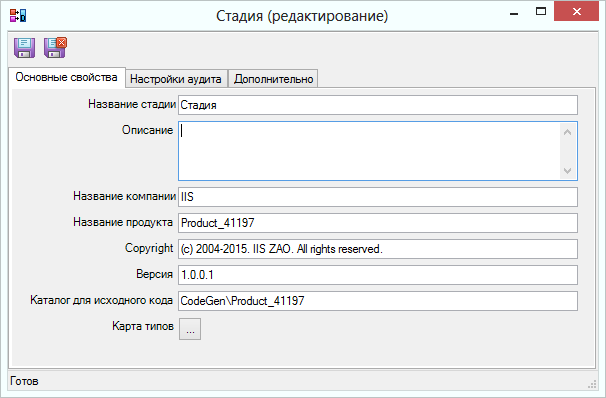 Стадия (редактирование)
Основные свойства Настройки аудита Дополнительно
Название стадии Стадия
Описание
Название компании IIS
Название продукта Product_41197
Copyright (c) 2004-2015. IIS ZAO. All rights reserved.
Версия 1.0.0.1
Каталог для исходного кода CodeGen\Product_41197
Карта типов ...
Готов